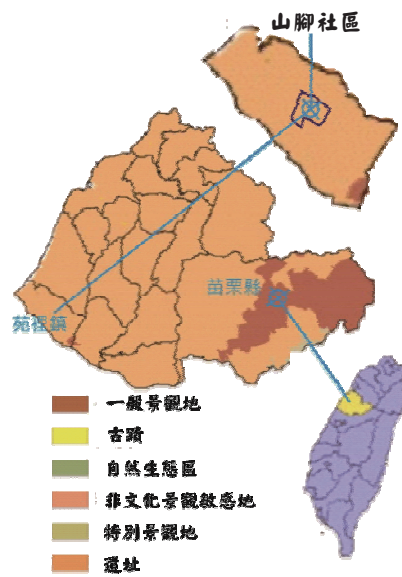 山腳社區
苗栗縣
苑裡鎮
一般景觀地
古蹟
自然生態區
非文化景觀敏感地
特別景觀地
遺址